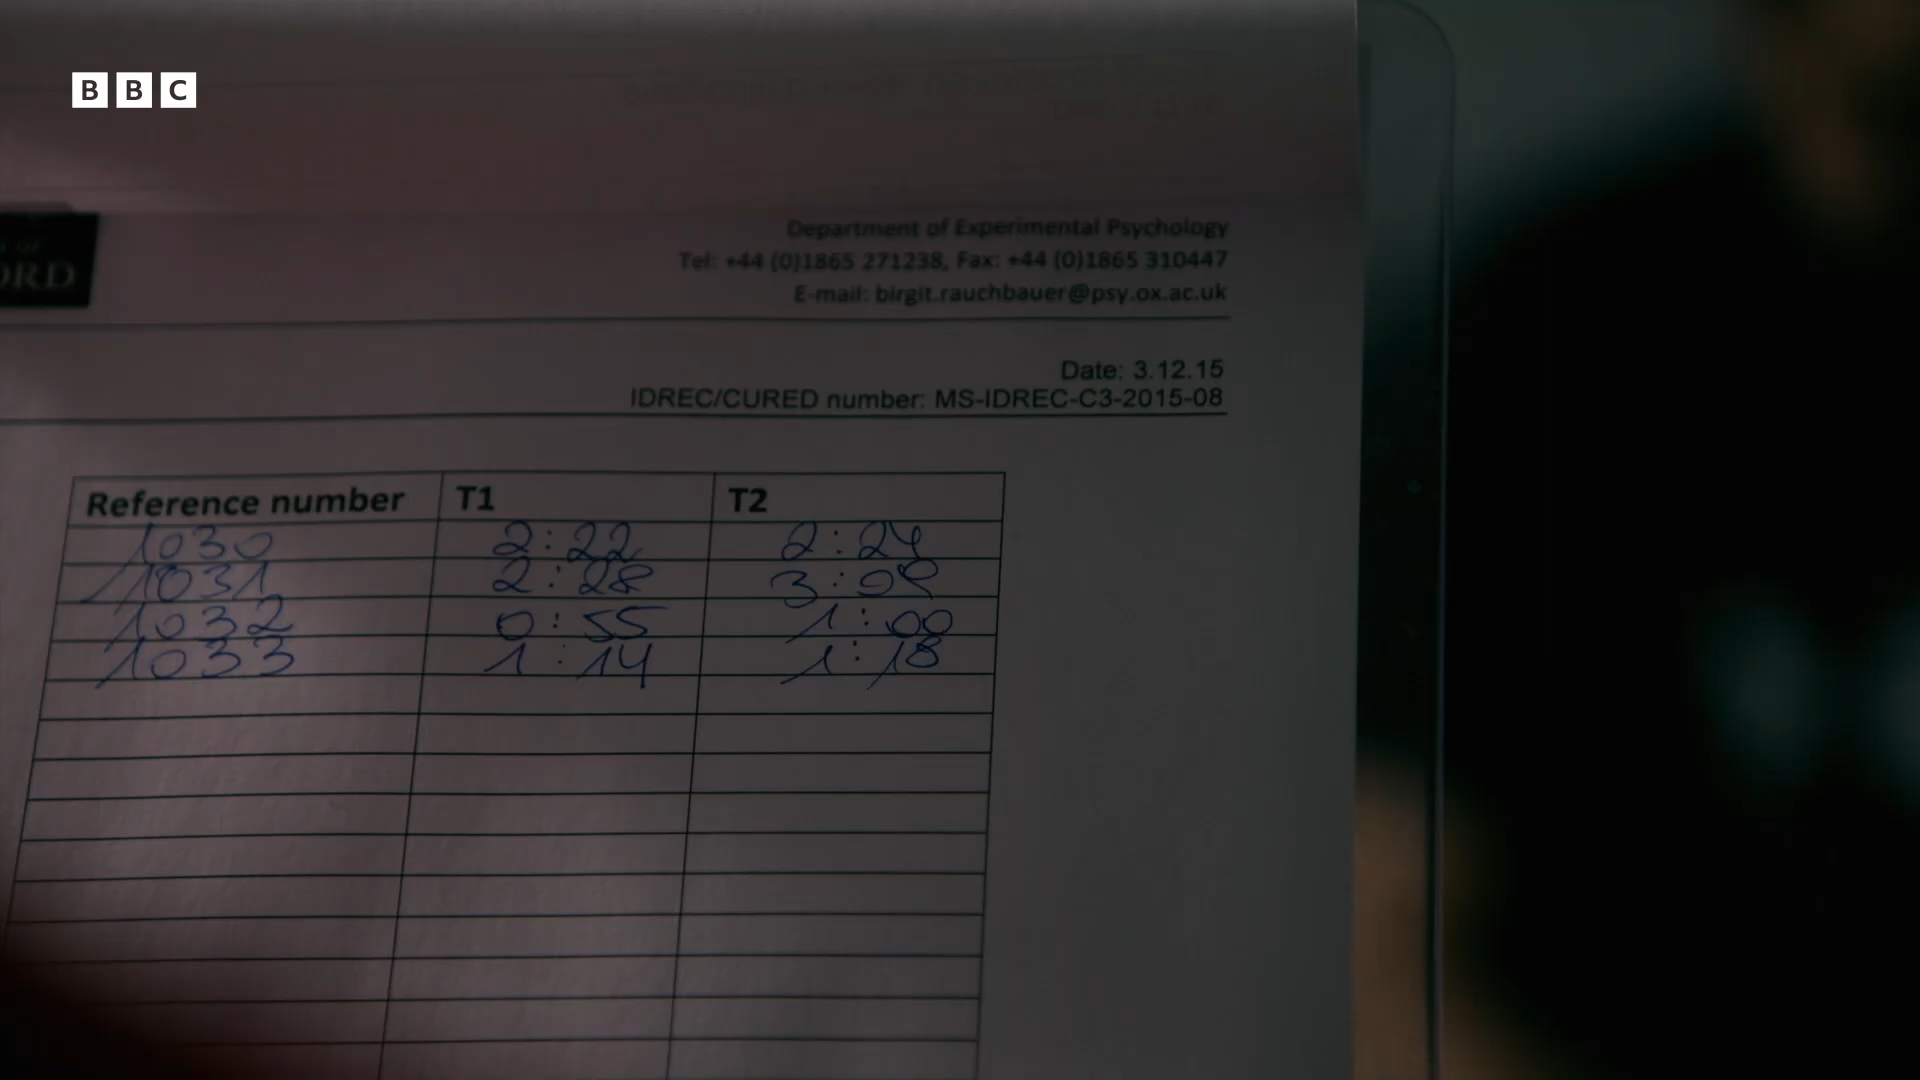 BBC
Department of Experimental Psychology
ORD
Tel: +44 (0)1865 271238, Fax: +44 (0)1865 310447
E-mail: birgit.rauchbauer@psy.ox.ac.uk
Date: 3.12.15
IDREC/CURED number: MS-IDREC-C3-2015-08
Reference number T1 T2
1030 2:22 2:24
1031 2:28
1032 0:55 1:00
1033 1:14 1:18